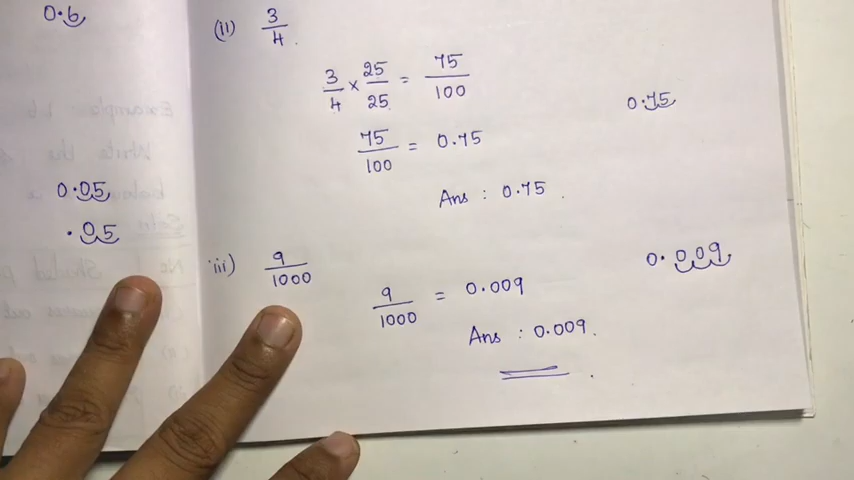 0.6
0.05
.05
(ii) 3/4.
3/4 × 25/25 = 75/100
0.75
75/100 = 0.75
Ans : 0.75.
iii) 9/1000
0.009
9/1000 = 0.009
Ans : 0.009.